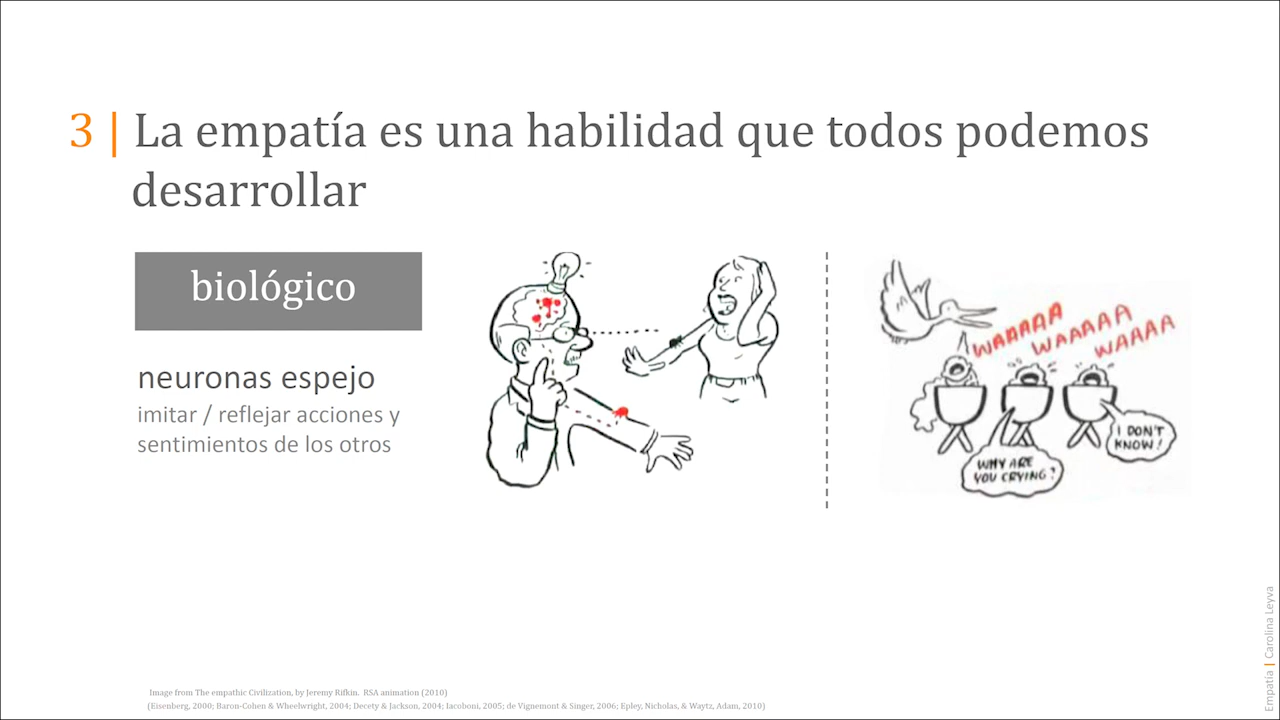 3 | La empatía es una habilidad que todos podemos
desarrollar
biológico
neuronas espejo
imitar / reflejar acciones y
sentimientos de los otros
WAAAAA
WAAAAA
WAAAA
I DON'T
KNOW!
WHY ARE
YOU CRYING?
Image from The empathic Civilization, by Jeremy Rifkin. RSA animation (2010)
(Eisenberg, 2000; Baron-Cohen & Wheelwright, 2004; Decety & Jackson, 2004; Iacoboni, 2005; de Vignemont & Singer, 2006; Epley, Nicholas, & Waytz, Adam, 2010)
Empatía | Carolina Leyva